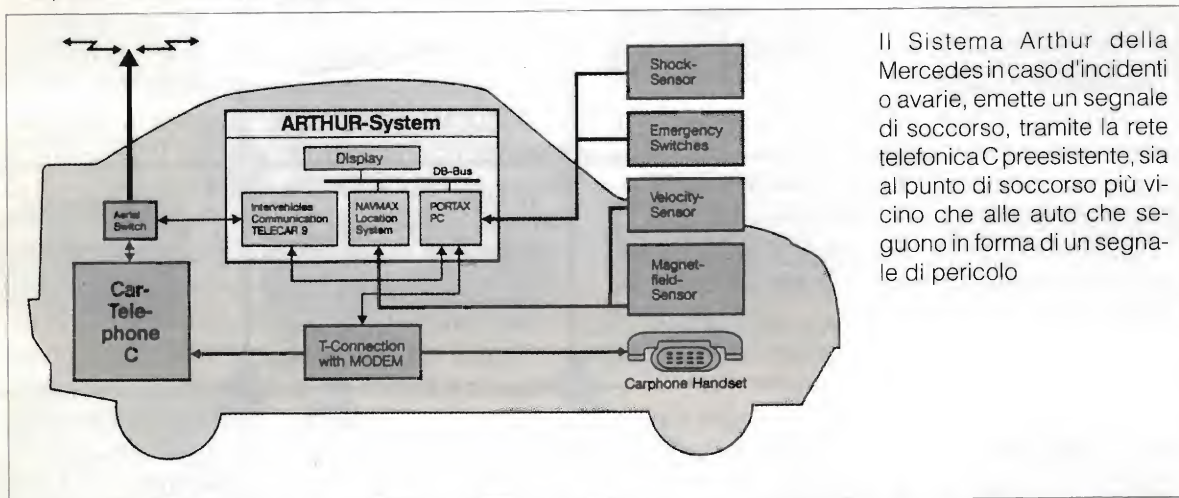 ARTHUR-System
Display
DB-Bus
Intervehicles
Communication
TELECAR 9
NAVMAX
Location
System
PORTAX
PC
Aerial
Switch
Car-
Tele-
phone
C
T-Connection
with MODEM
Shock-
Sensor
Emergency
Switches
Velocity-
Sensor
Magnet-
field-
Sensor
Carphone Handset
Il Sistema Arthur della
Mercedes in caso d'incidenti
o avarie, emette un segnale
di soccorso, tramite la rete
telefonica C preesistente, sia
al punto di soccorso più vi-
cino che alle auto che se-
guono in forma di un segna-
le di pericolo